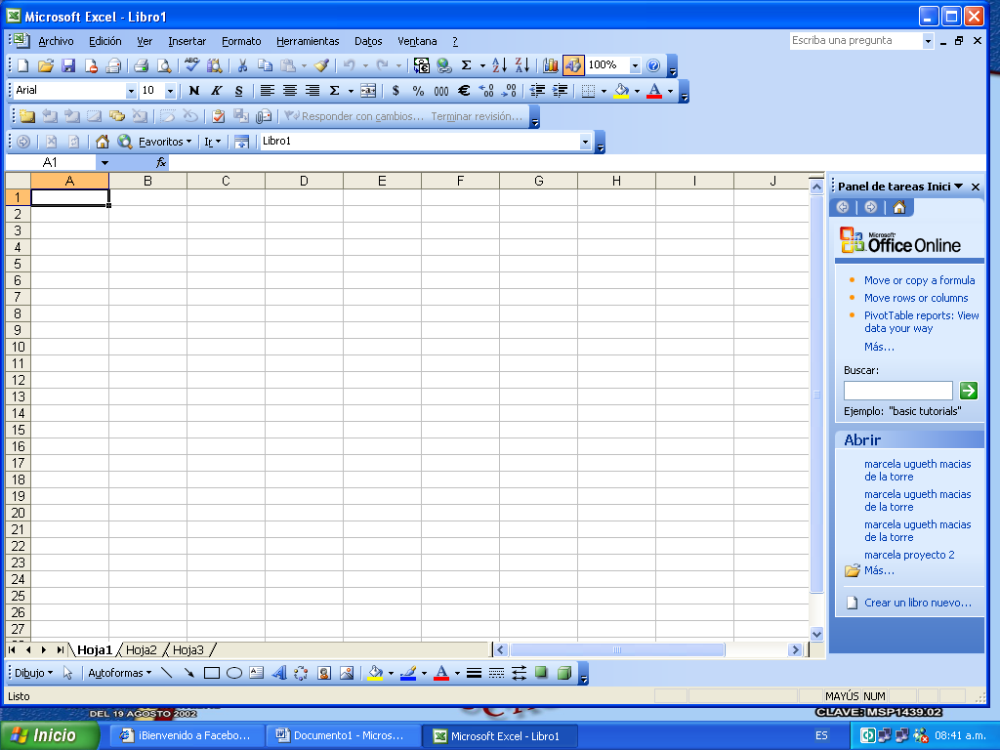 Microsoft Excel - Libro1
Archivo Edición Ver Insertar Formato Herramientas Datos Ventana ? Escriba una pregunta
Σ 100%
Arial 10 N K S Σ $ % 000 €
Responder con cambios... Terminar revisión...
Favoritos Ir Libro1
A1 fx
A B C D E F G H I J
1
2
3
4
5
6
7
8
9
10
11
12
13
14
15
16
17
18
19
20
21
22
23
24
25
26
27
Panel de tareas Inici
Microsoft
Office Online
Move or copy a formula
Move rows or columns
PivotTable reports: View
data your way
Más...
Buscar:
Ejemplo: "basic tutorials"
Abrir
marcela ugueth macias
de la torre
marcela ugueth macias
de la torre
marcela ugueth macias
de la torre
marcela proyecto 2
Más...
Crear un libro nuevo...
Hoja1 Hoja2 Hoja3
Dibujo Autoformas
Listo MAYÚS NUM
DEL 19 AGOSTO 2002 CLAVE: MSP1439.02
Inicio ¡Bienvenido a Facebo... Documento1 - Micros... Microsoft Excel - Libro1 ES 08:41 a.m.